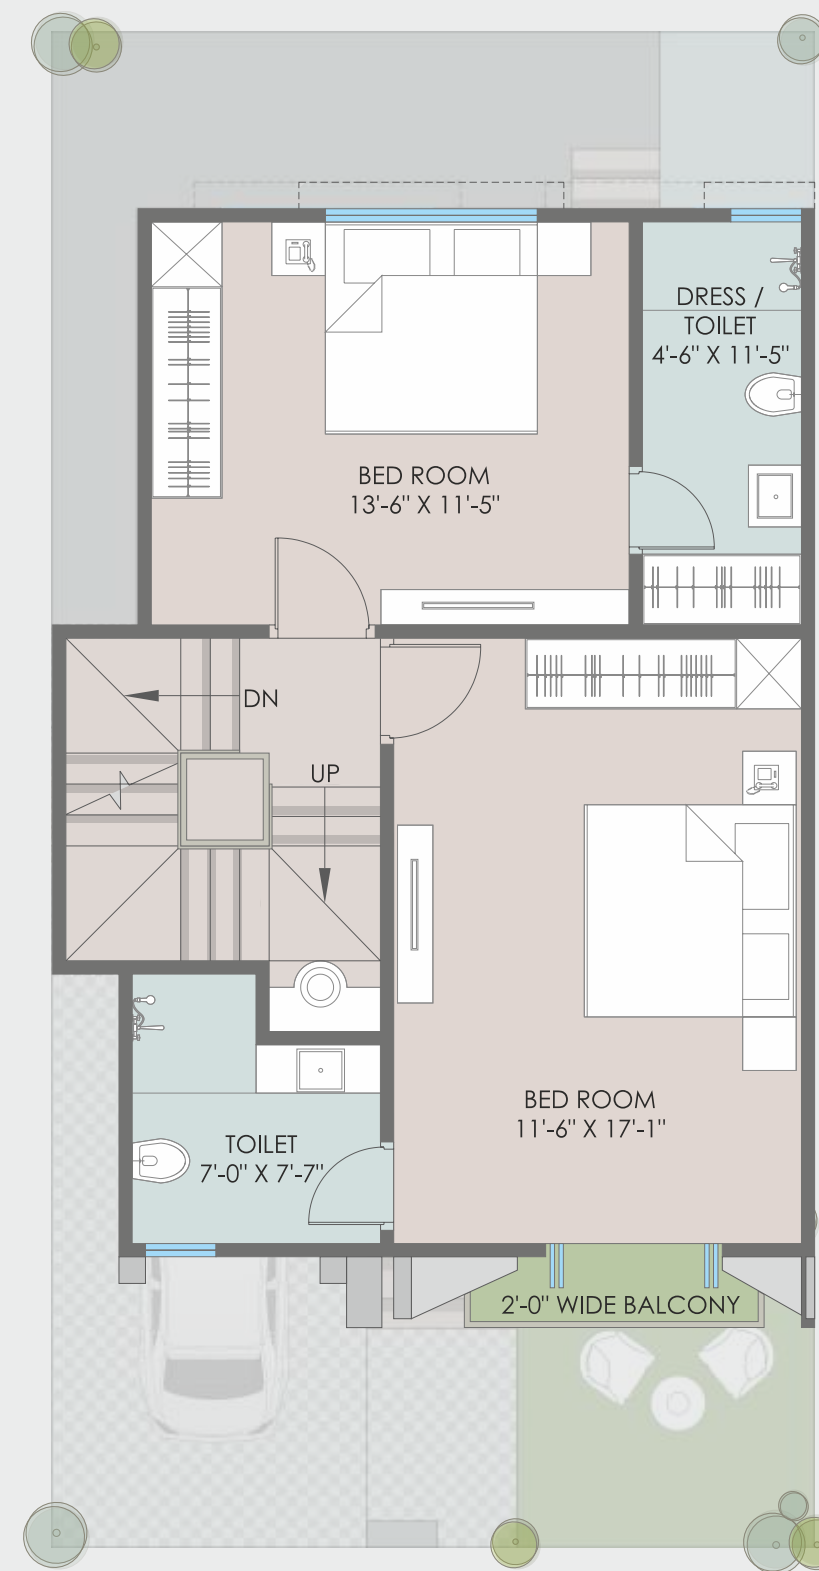 DRESS /
TOILET
4'-6" X 11'-5"
BED ROOM
13'-6" X 11'-5"
DN
UP
BED ROOM
11'-6" X 17'-1"
TOILET
7'-0" X 7'-7"
2'-0" WIDE BALCONY